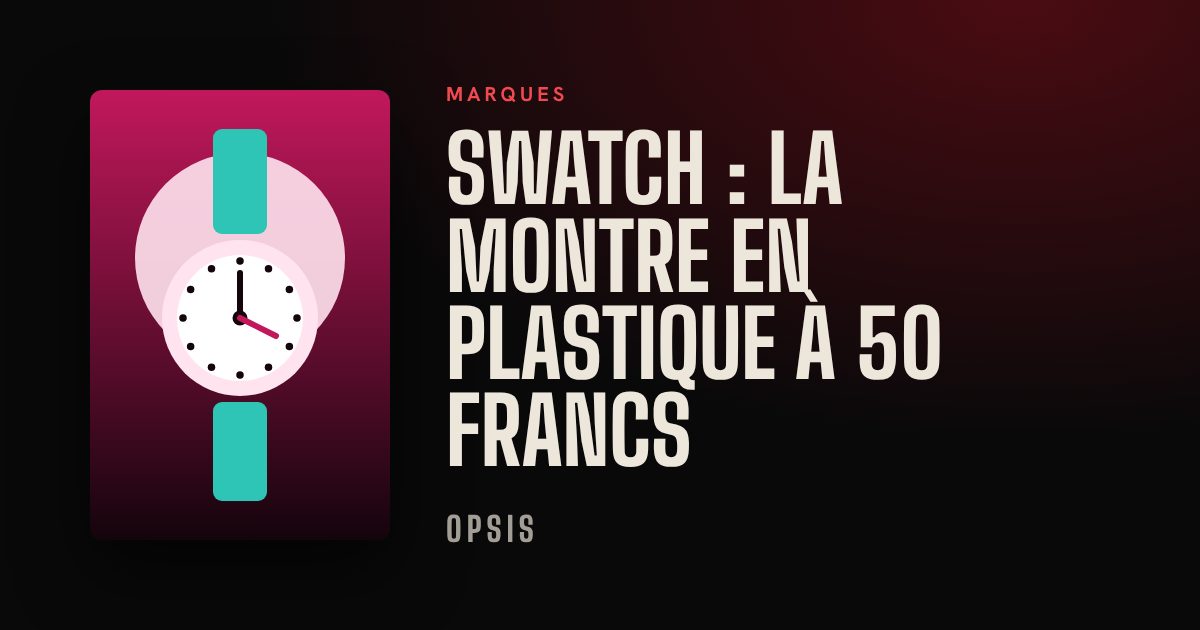 MARQUES
SWATCH : LA
MONTRE EN
PLASTIQUE À 50
FRANCS
OPSIS